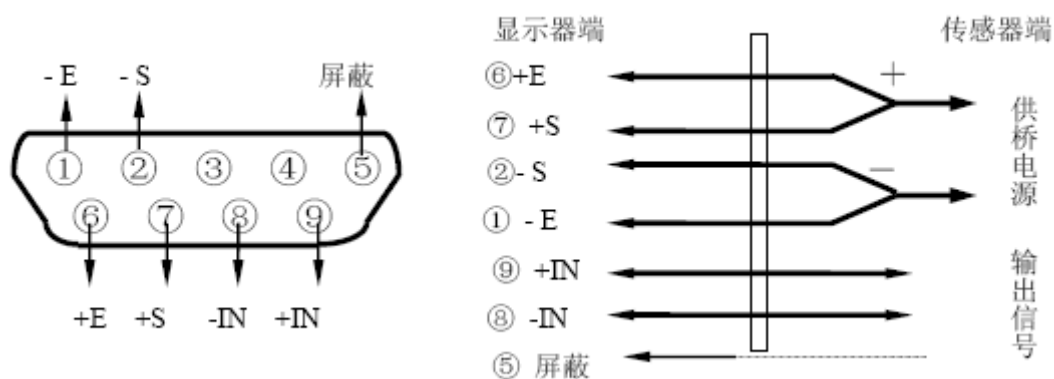 - E
- S
屏蔽
① ② ③ ④ ⑤
⑥ ⑦ ⑧ ⑨
+E +S -IN +IN
显示器端
传感器端
⑥+E
⑦ +S
②- S
① - E
⑨ +IN
⑧ -IN
⑤ 屏蔽
+
—
供桥电源
输出信号